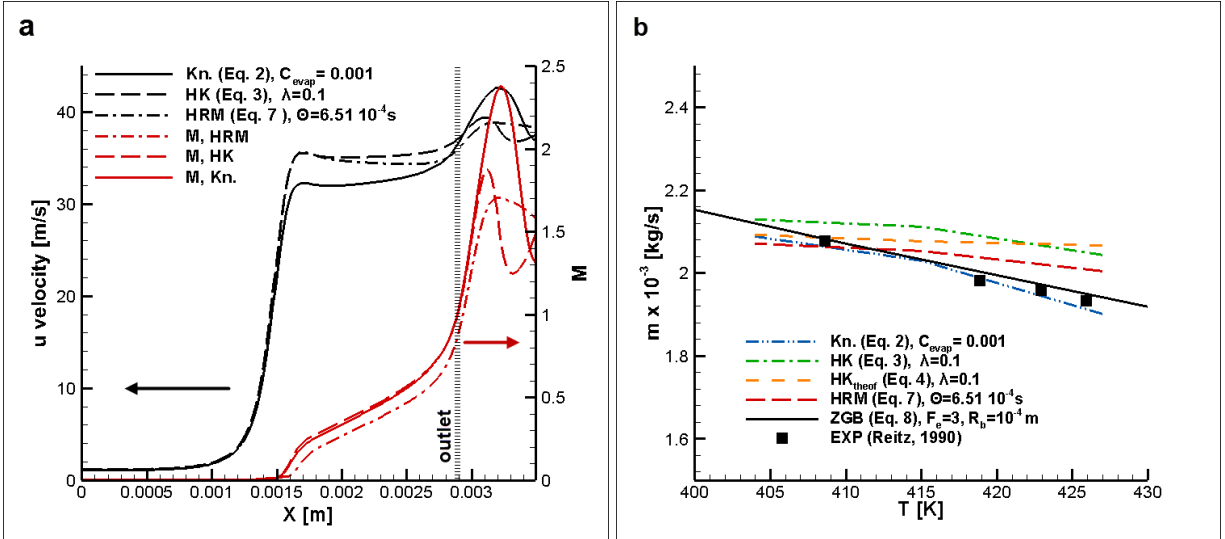 a
Kn. (Eq. 2), C_evap = 0.001
HK (Eq. 3), λ=0.1
HRM (Eq. 7 ), Θ=6.51 10^-4 s
M, HRM
M, HK
M, Kn.
u velocity [m/s]
40
30
20
10
0
2.5
2
1.5
1
0.5
0
M
outlet
0 0.0005 0.001 0.0015 0.002 0.0025 0.003
X [m]
b
m x 10^-3 [kg/s]
2.4
2.2
2
1.8
1.6
Kn. (Eq. 2), C_evap = 0.001
HK (Eq. 3), λ=0.1
HK_theof (Eq. 4), λ=0.1
HRM (Eq. 7), Θ=6.51 10^-4 s
ZGB (Eq. 8), F_e=3, R_b=10^-4 m
EXP (Reitz, 1990)
400 405 410 415 420 425 430
T [K]